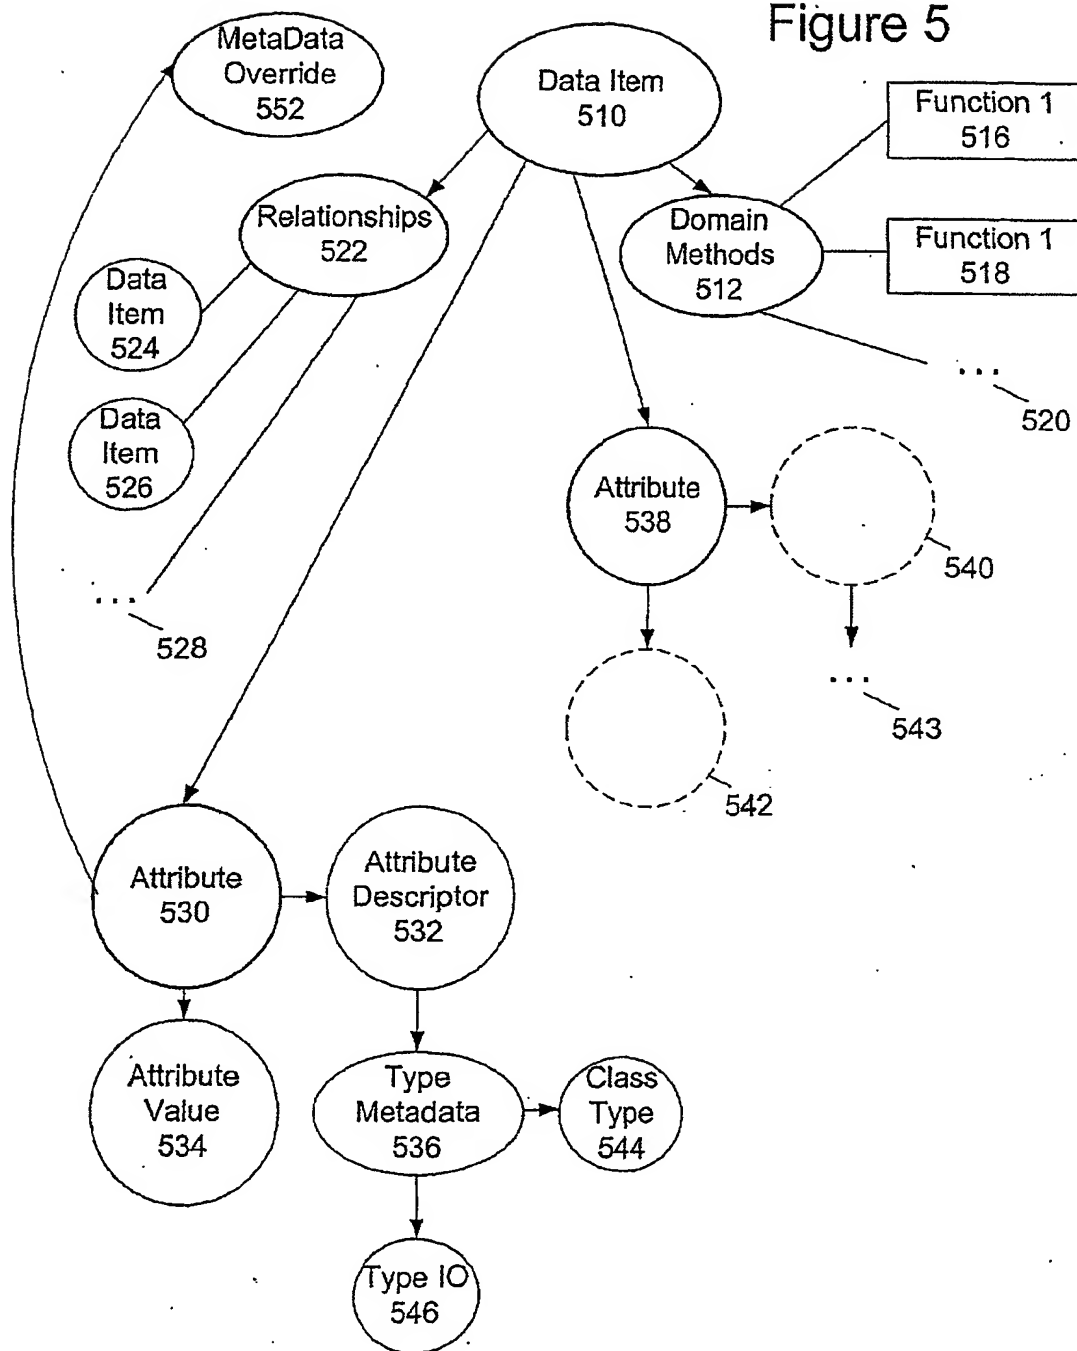 Figure 5
MetaData
Override
552
Data Item
510
Function 1
516
Relationships
522
Domain
Methods
512
Function 1
518
Data
Item
524
...
520
Data
Item
526
Attribute
538
540
...
528
...
543
542
Attribute
530
Attribute
Descriptor
532
Attribute
Value
534
Type
Metadata
536
Class
Type
544
Type IO
546